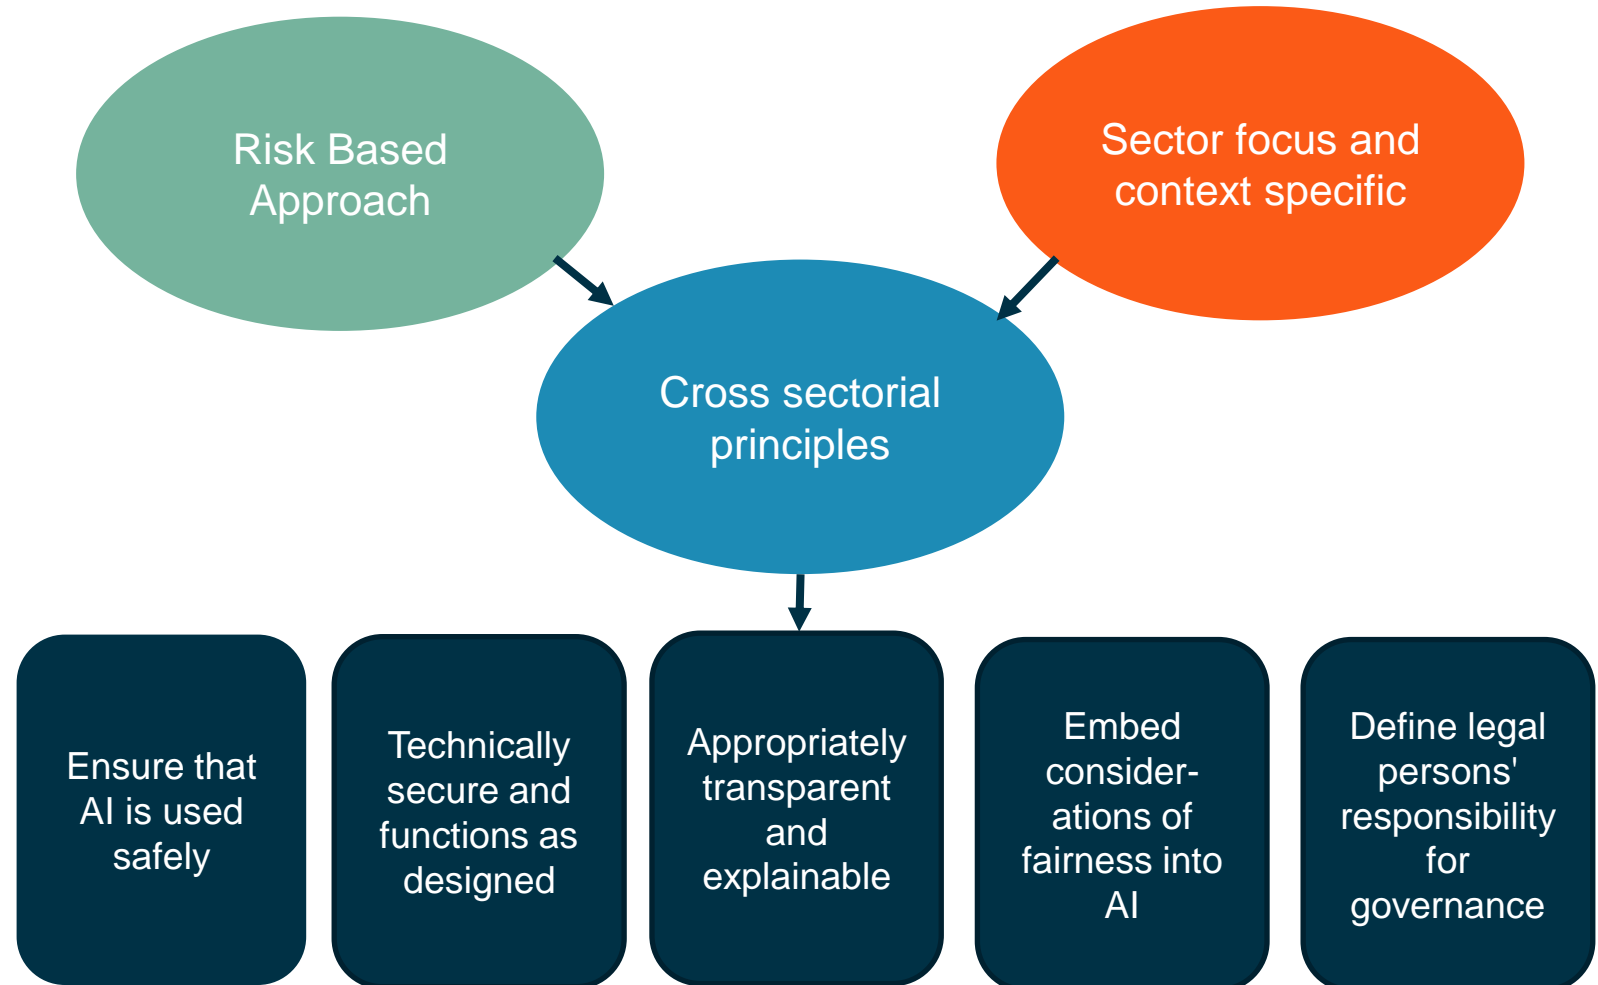 Risk Based
Approach
Sector focus and
context specific
Cross sectorial
principles
Ensure that
AI is used
safely
Technically
secure and
functions as
designed
Appropriately
transparent
and
explainable
Embed
consider-
ations of
fairness into
AI
Define legal
persons'
responsibility
for
governance